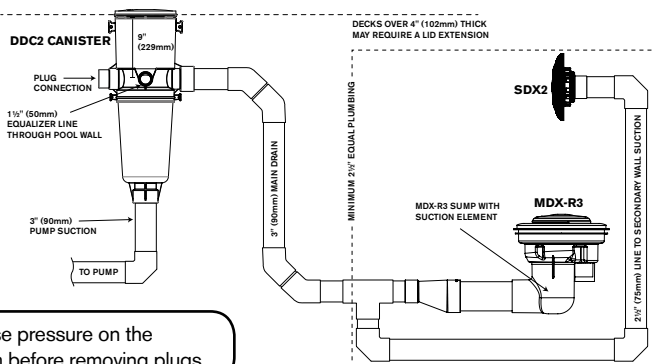 DECKS OVER 4" (102mm) THICK
MAY REQUIRE A LID EXTENSION
DDC2 CANISTER
9"
(229mm)
PLUG
CONNECTION
1½" (50mm)
EQUALIZER LINE
THROUGH POOL WALL
3" (90mm)
PUMP SUCTION
TO PUMP
3" (90mm) MAIN DRAIN
MINIMUM 2½" EQUAL PLUMBING
SDX2
MDX-R3 SUMP WITH
SUCTION ELEMENT
MDX-R3
2½" (75mm) LINE TO SECONDARY WALL SUCTION
se pressure on the
before removing plugs